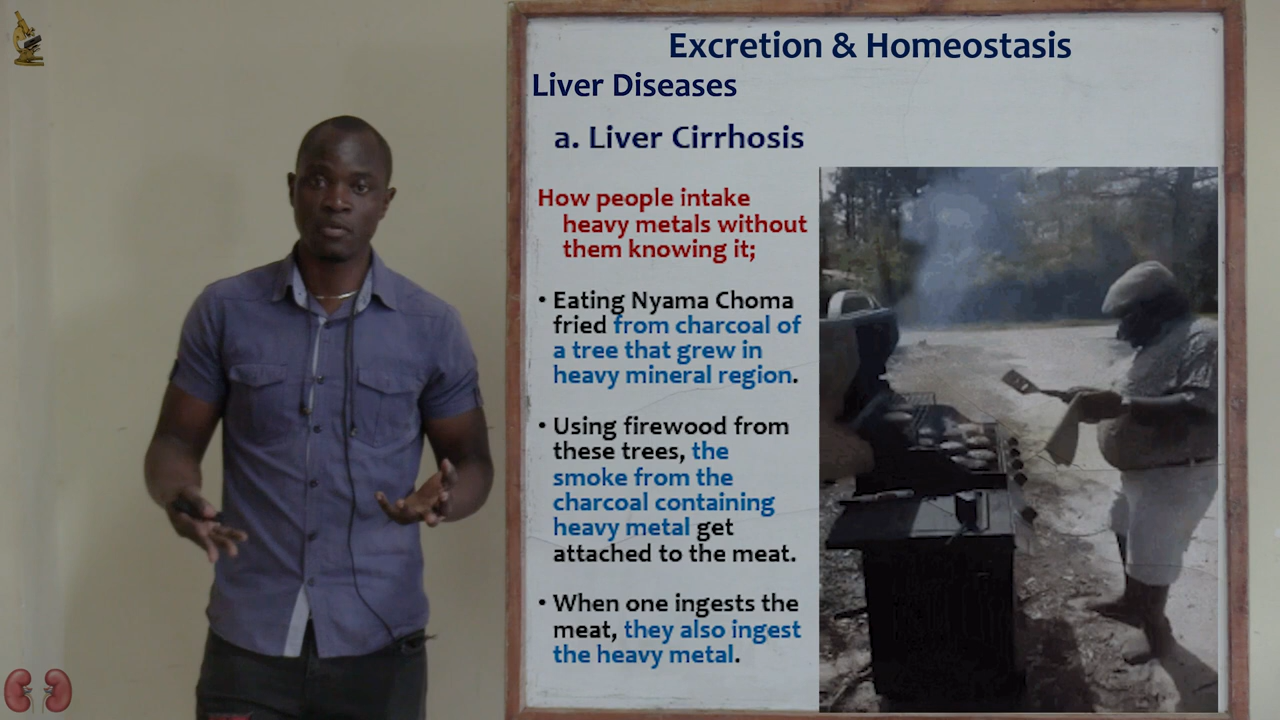 Excretion & Homeostasis
Liver Diseases
a. Liver Cirrhosis
How people intake
heavy metals without
them knowing it;
• Eating Nyama Choma
fried from charcoal of
a tree that grew in
heavy mineral region.
• Using firewood from
these trees, the
smoke from the
charcoal containing
heavy metal get
attached to the meat.
• When one ingests the
meat, they also ingest
the heavy metal.